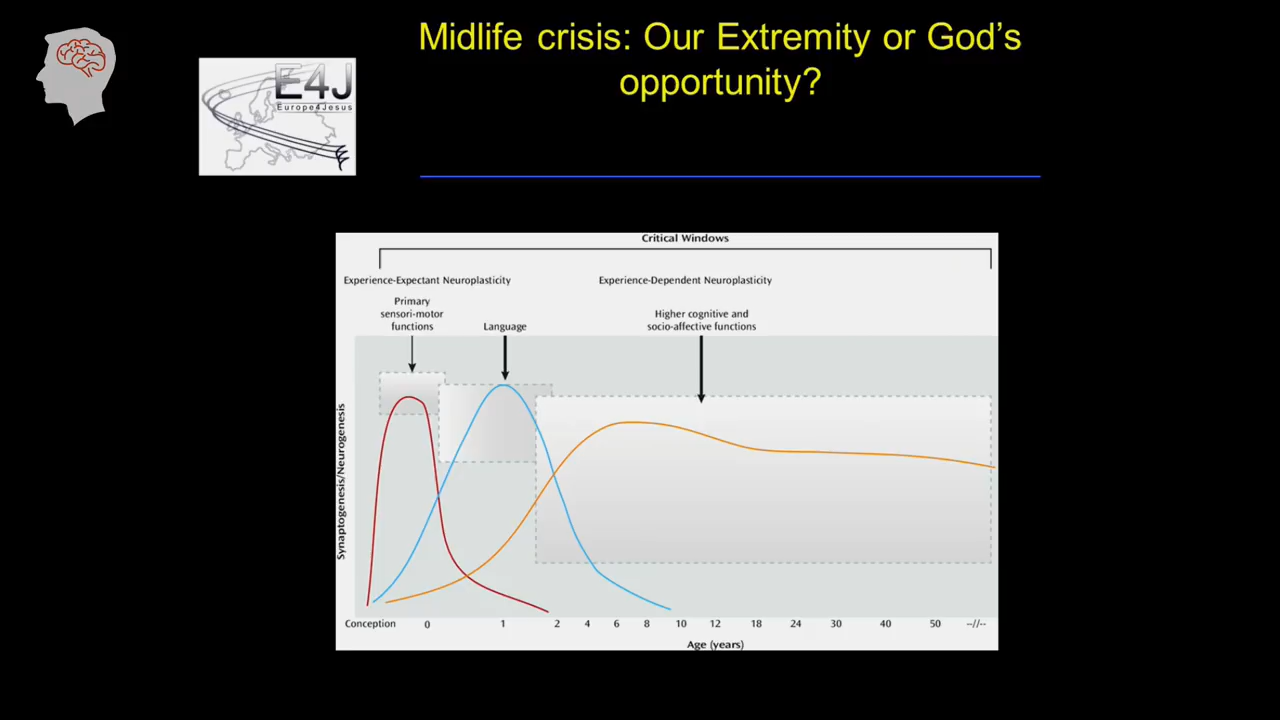 Midlife crisis: Our Extremity or God's
opportunity?
E4J
Europe4Jesus
Critical Windows
Experience-Expectant Neuroplasticity
Experience-Dependent Neuroplasticity
Primary
sensori-motor
functions
Language
Higher cognitive and
socio-affective functions
Synaptogenesis/Neurogenesis
Conception 0 1 2 4 6 8 10 12 18 24 30 40 50 --//--
Age (years)